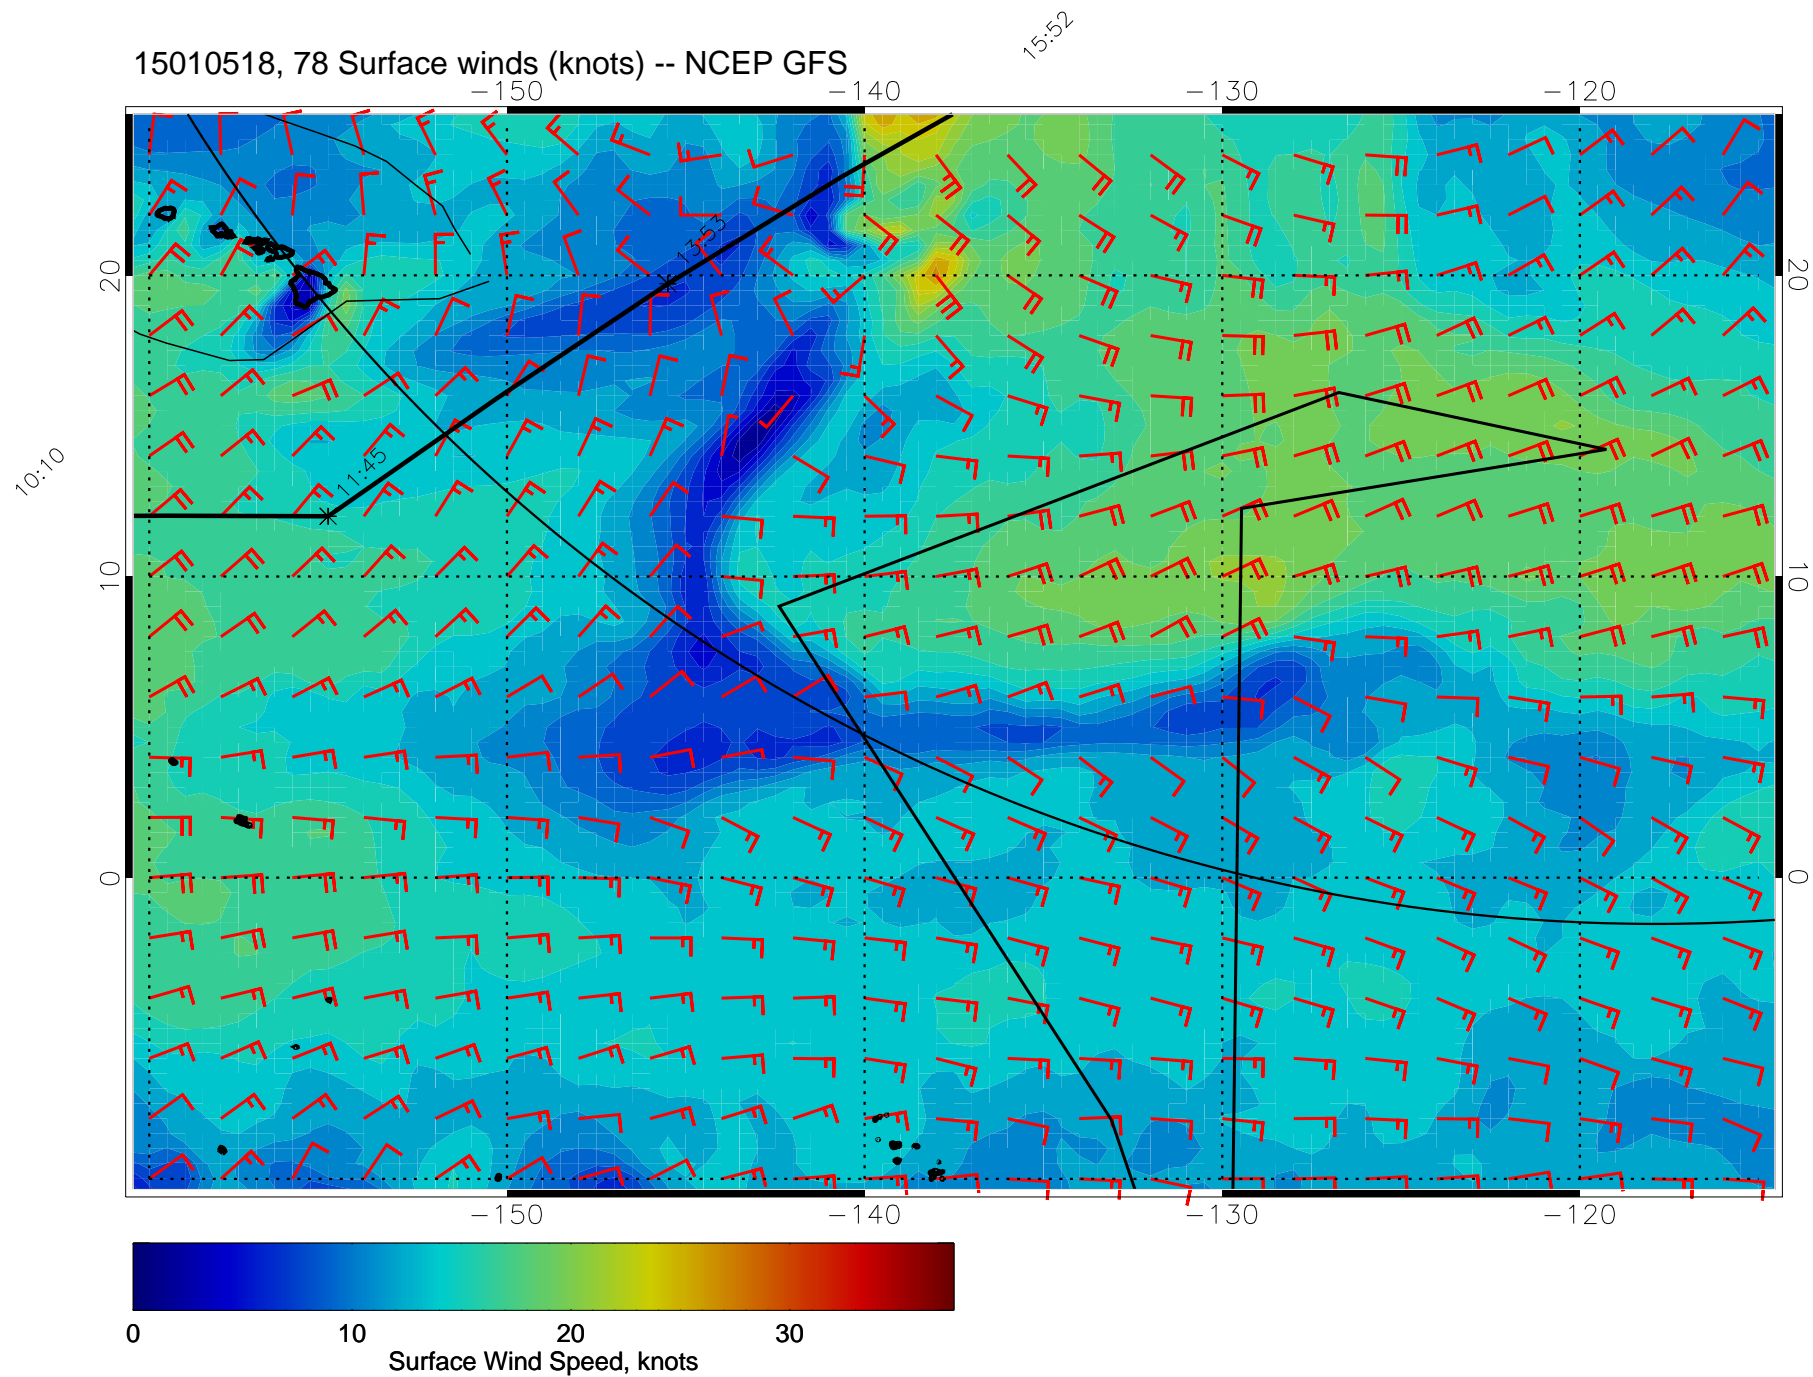 15:52
15010518, 78 Surface winds (knots) -- NCEP GFS
-150 -140 -130 -120
13:53
20 20
11:45
10:10
10 10
0 0
-150 -140 -130 -120
0 10 20 30
Surface Wind Speed, knots